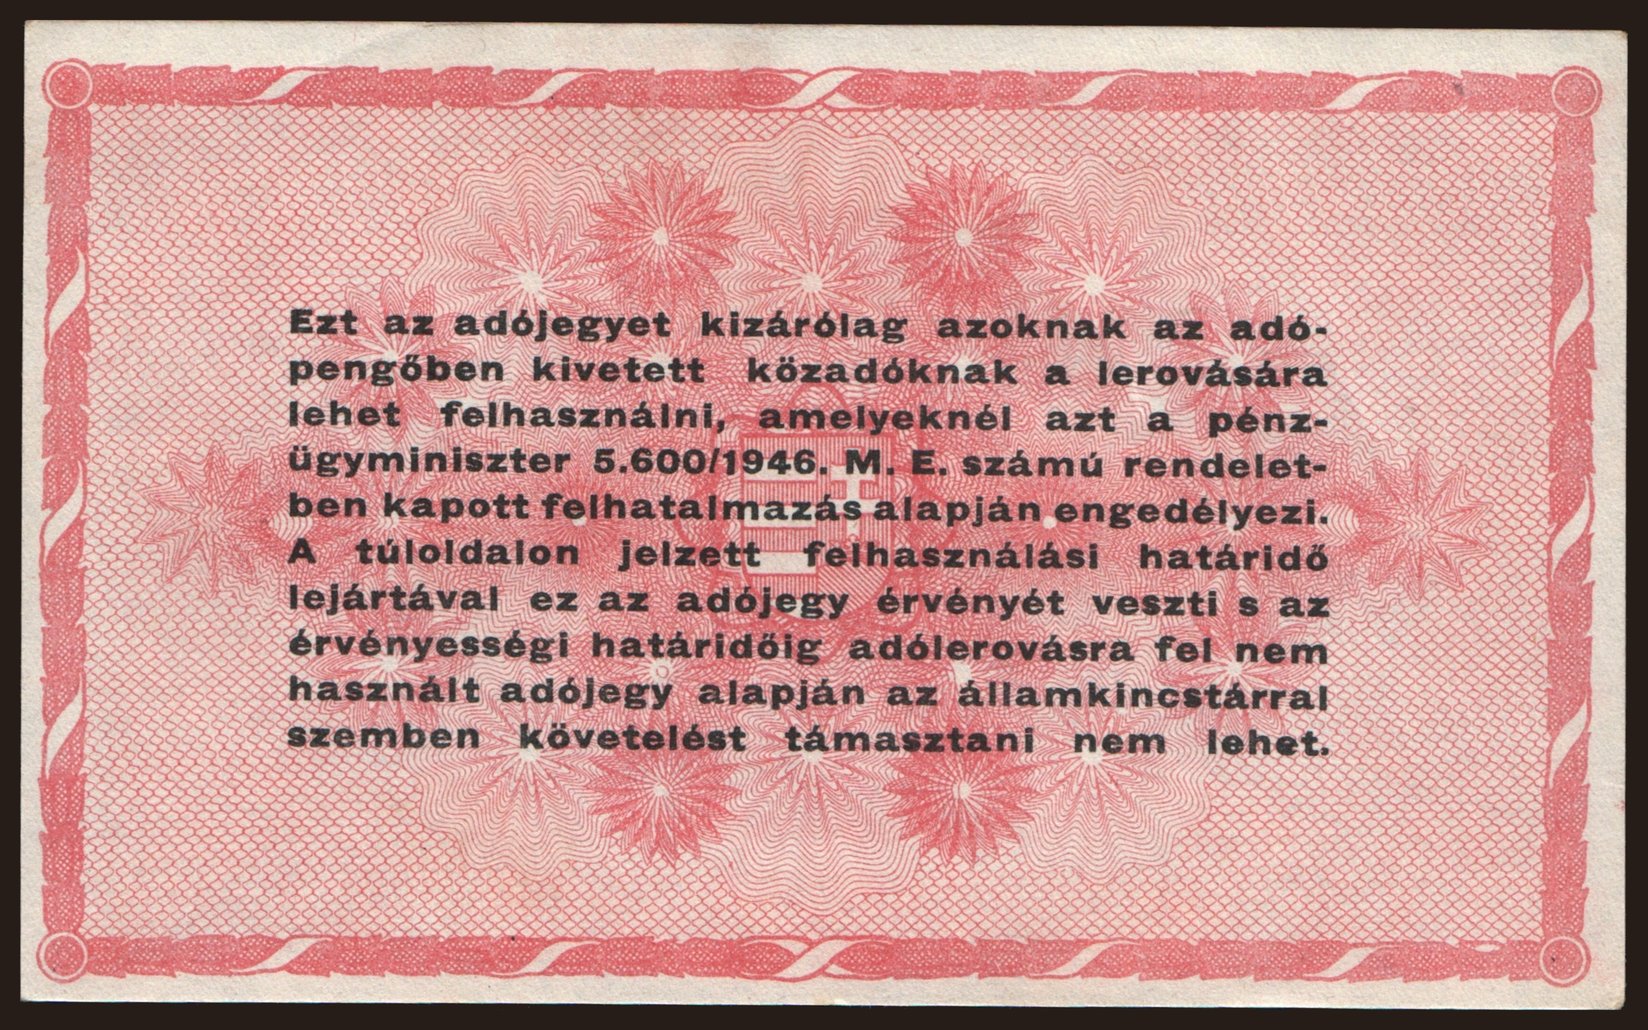 Ezt az adójegyet kizárólag azoknak az adó-
pengőben kivetett közadóknak a lerovására
lehet felhasználni, amelyeknél azt a pénz-
ügyminiszter 5.600/1946. M. E. számú rendelet-
ben kapott felhatalmazás alapján engedélyezi.
A túloldalon jelzett felhasználási határidő
lejártával ez az adójegy érvényét veszti s az
érvényességi határidőig adólerovásra fel nem
használt adójegy alapján az államkincstárral
szemben követelést támasztani nem lehet.